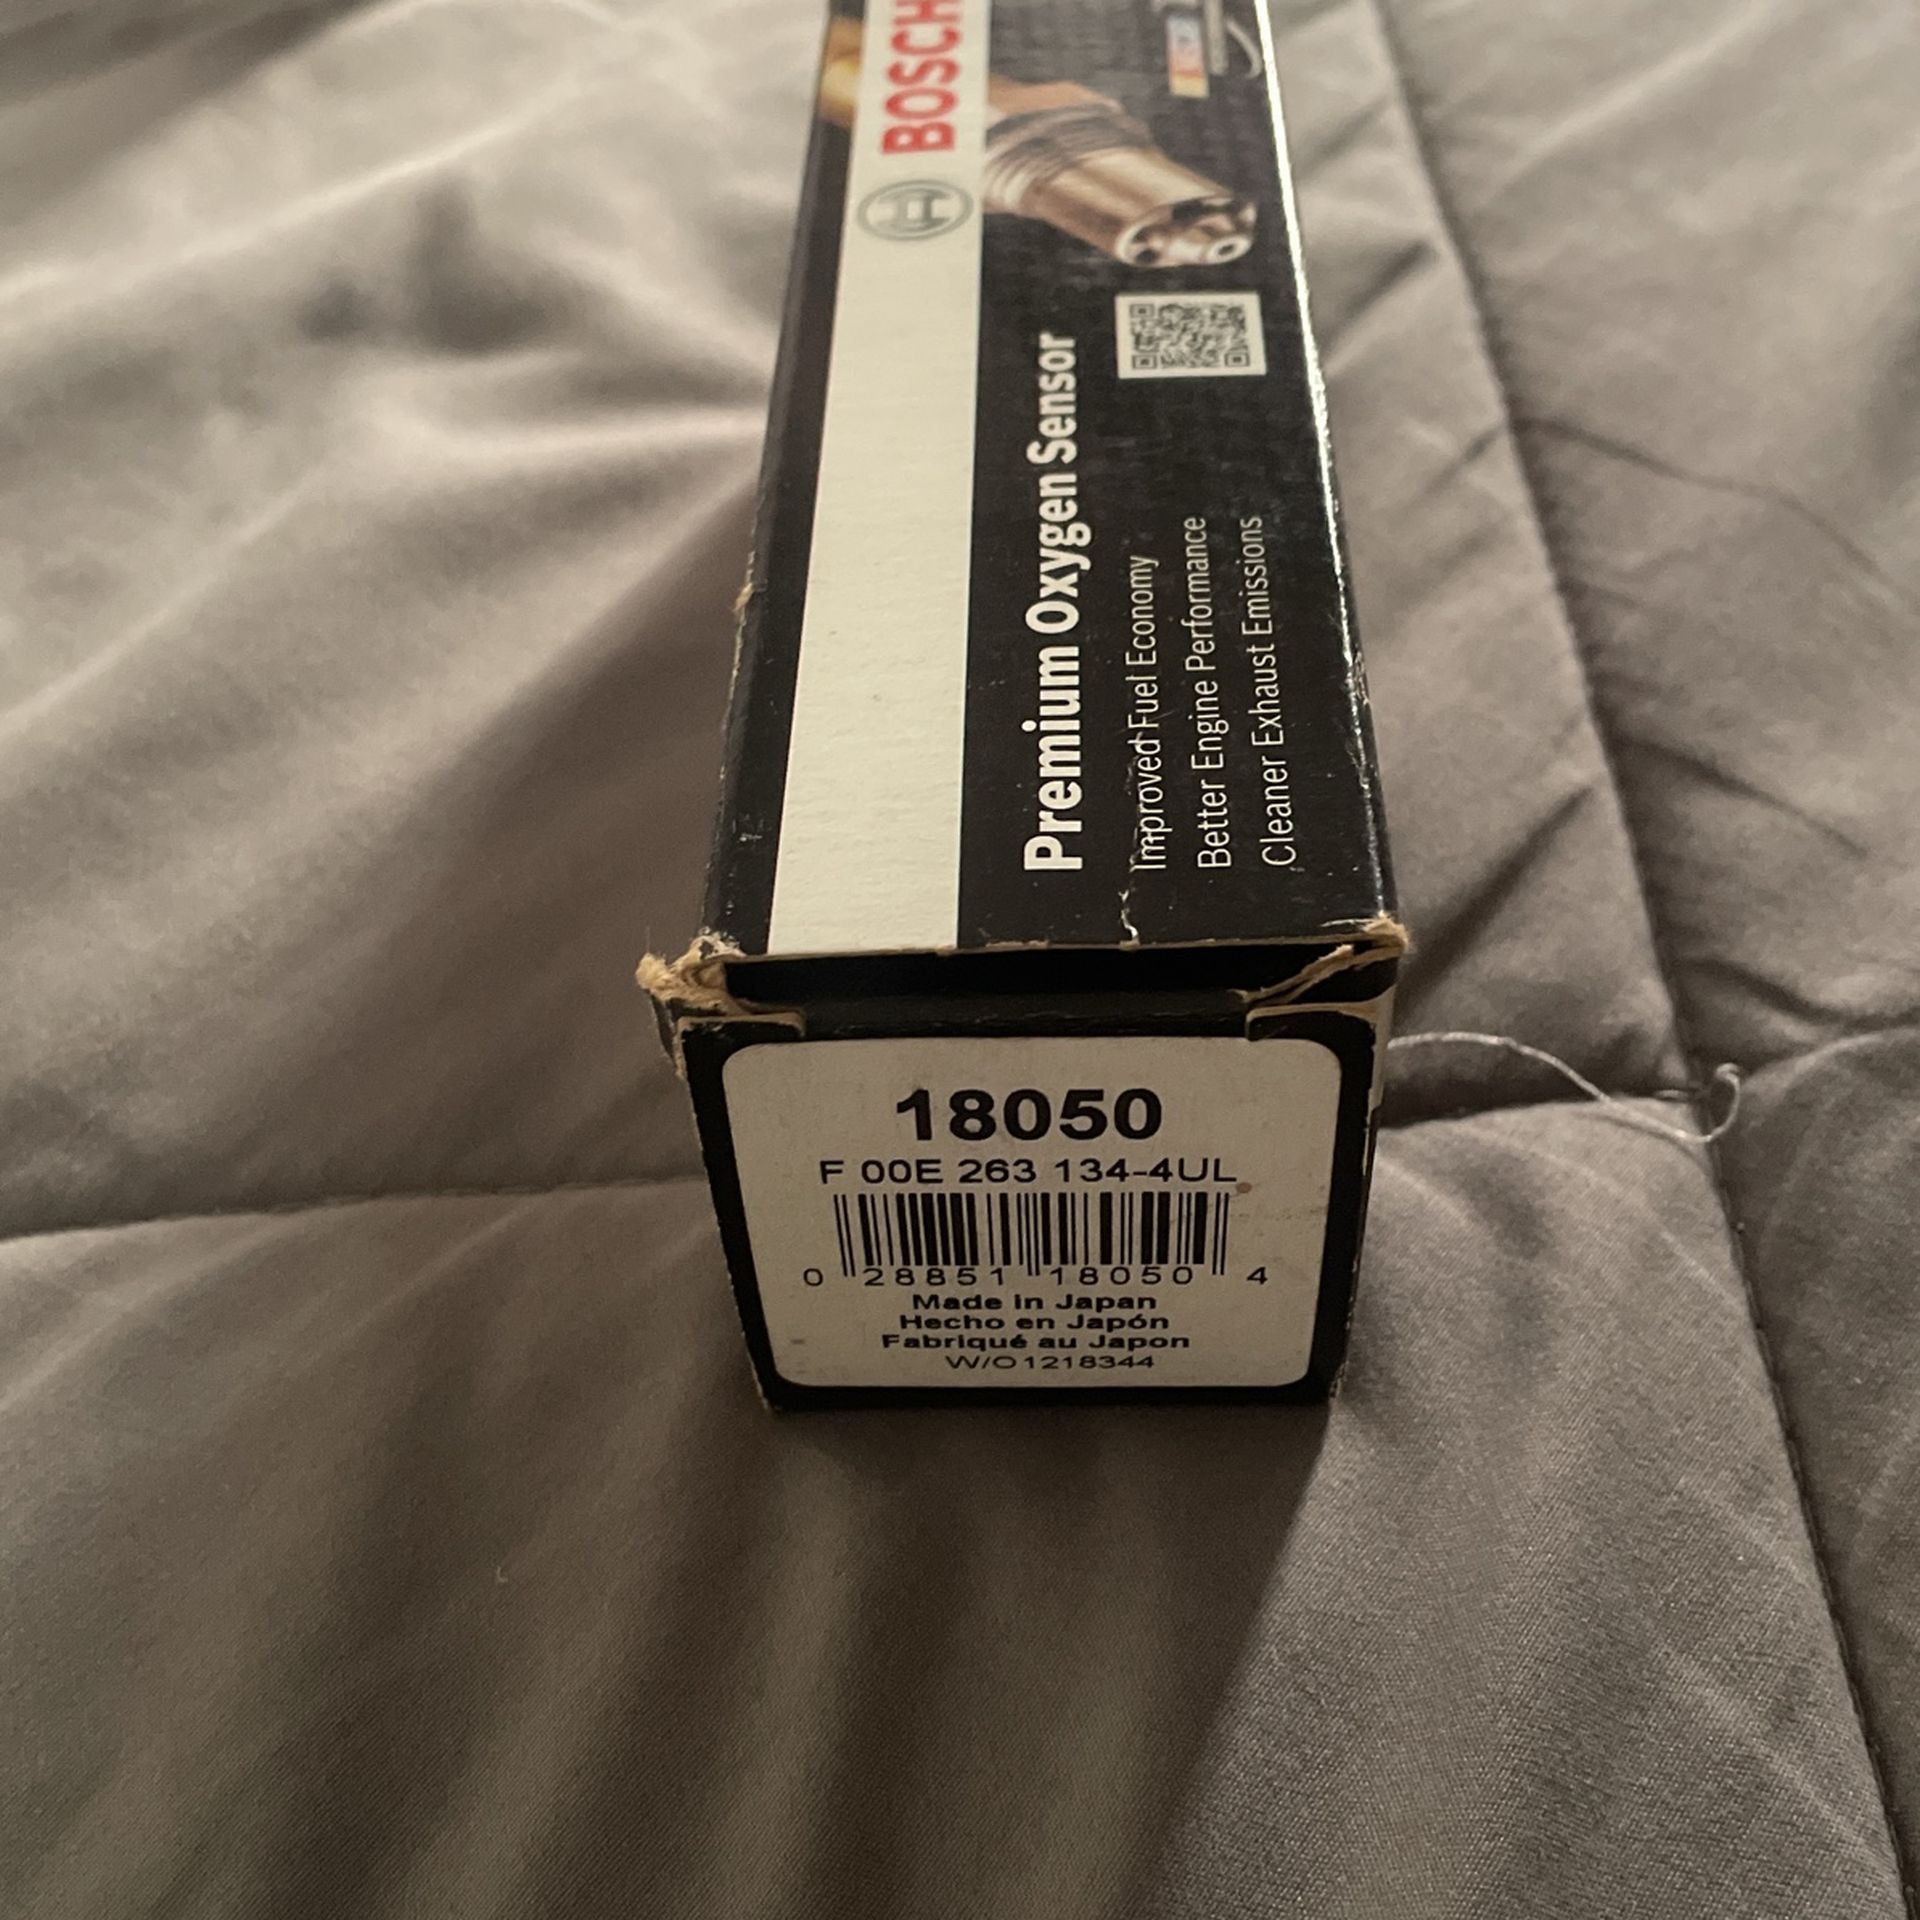 BOSCH
Premium Oxygen Sensor
Improved Fuel Economy
Better Engine Performance
Cleaner Exhaust Emissions
18050
F 00E 263 134-4UL
0 28851 18050 4
Made in Japan
Hecho en Japón
Fabriqué au Japon
W/O 1218344